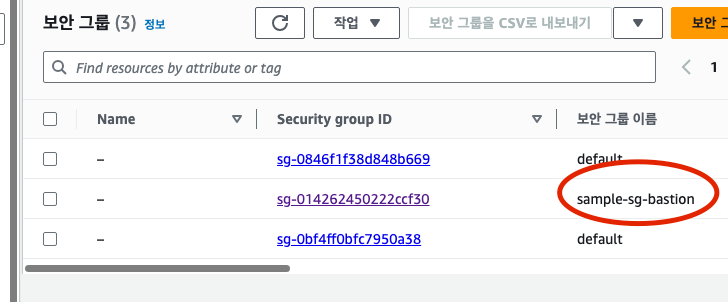 보안 그룹 (3) 정보
작업
보안 그룹을 CSV로 내보내기
보안 그
Find resources by attribute or tag
1
Name
Security group ID
보안 그룹 이름
– sg-0846f1f38d848b669 default
– sg-014262450222ccf30 sample-sg-bastion
– sg-0bf4ff0bfc7950a38 default